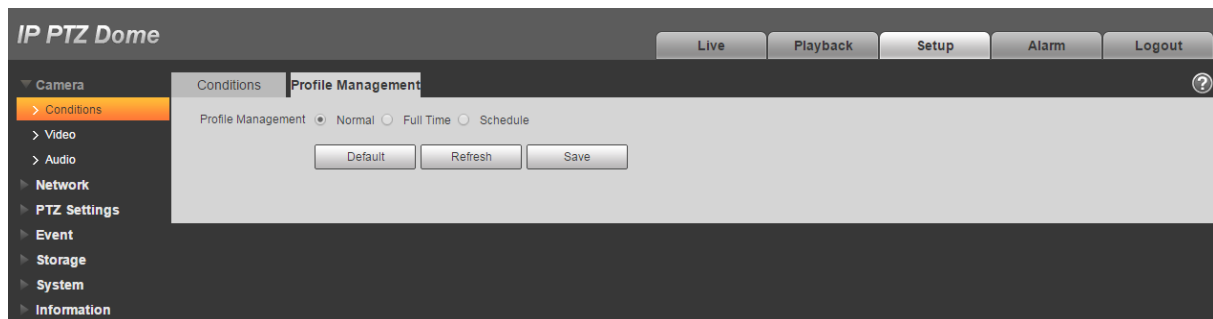 IP PTZ Dome
Live Playback Setup Alarm Logout
Camera
Conditions
Video
Audio
Network
PTZ Settings
Event
Storage
System
Information
Conditions Profile Management
?
Profile Management Normal Full Time Schedule
Default Refresh Save